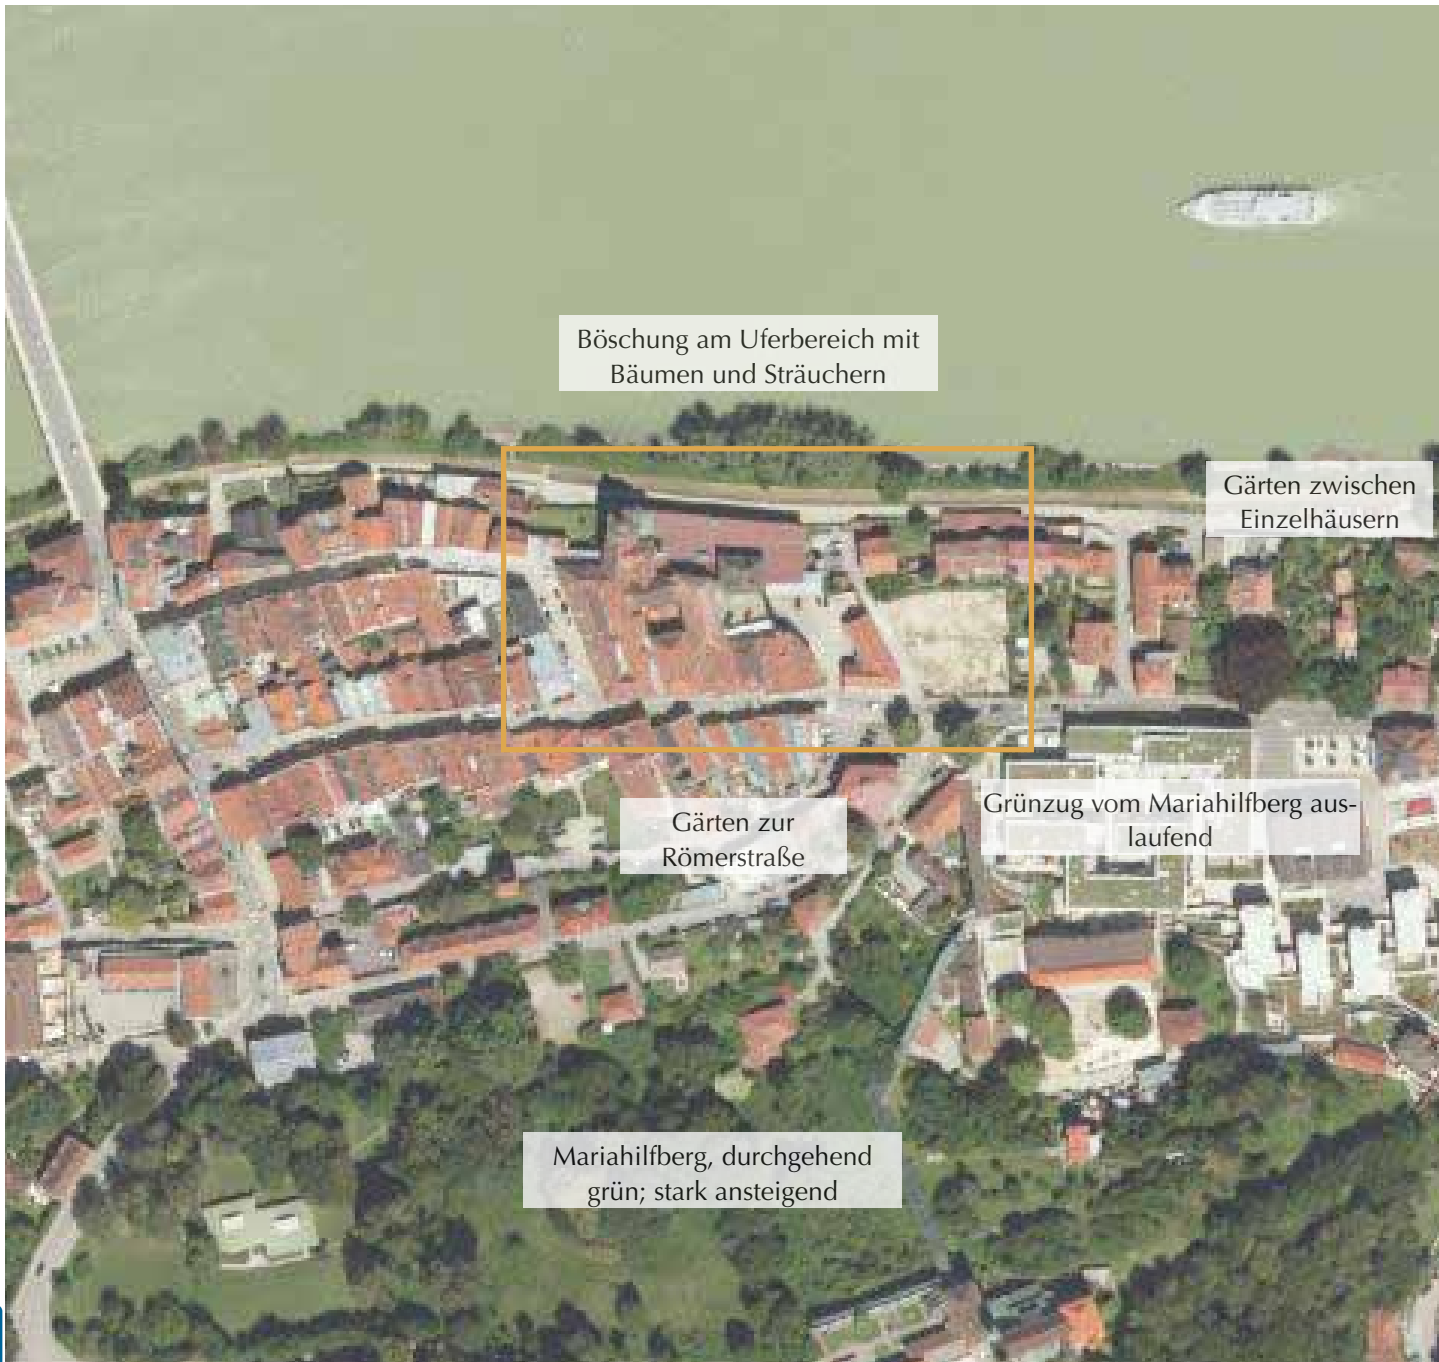 Böschung am Uferbereich mit
Bäumen und Sträuchern
Gärten zwischen
Einzelhäusern
Gärten zur
Römerstraße
Grünzug vom Mariahilfberg aus-
laufend
Mariahilfberg, durchgehend
grün; stark ansteigend